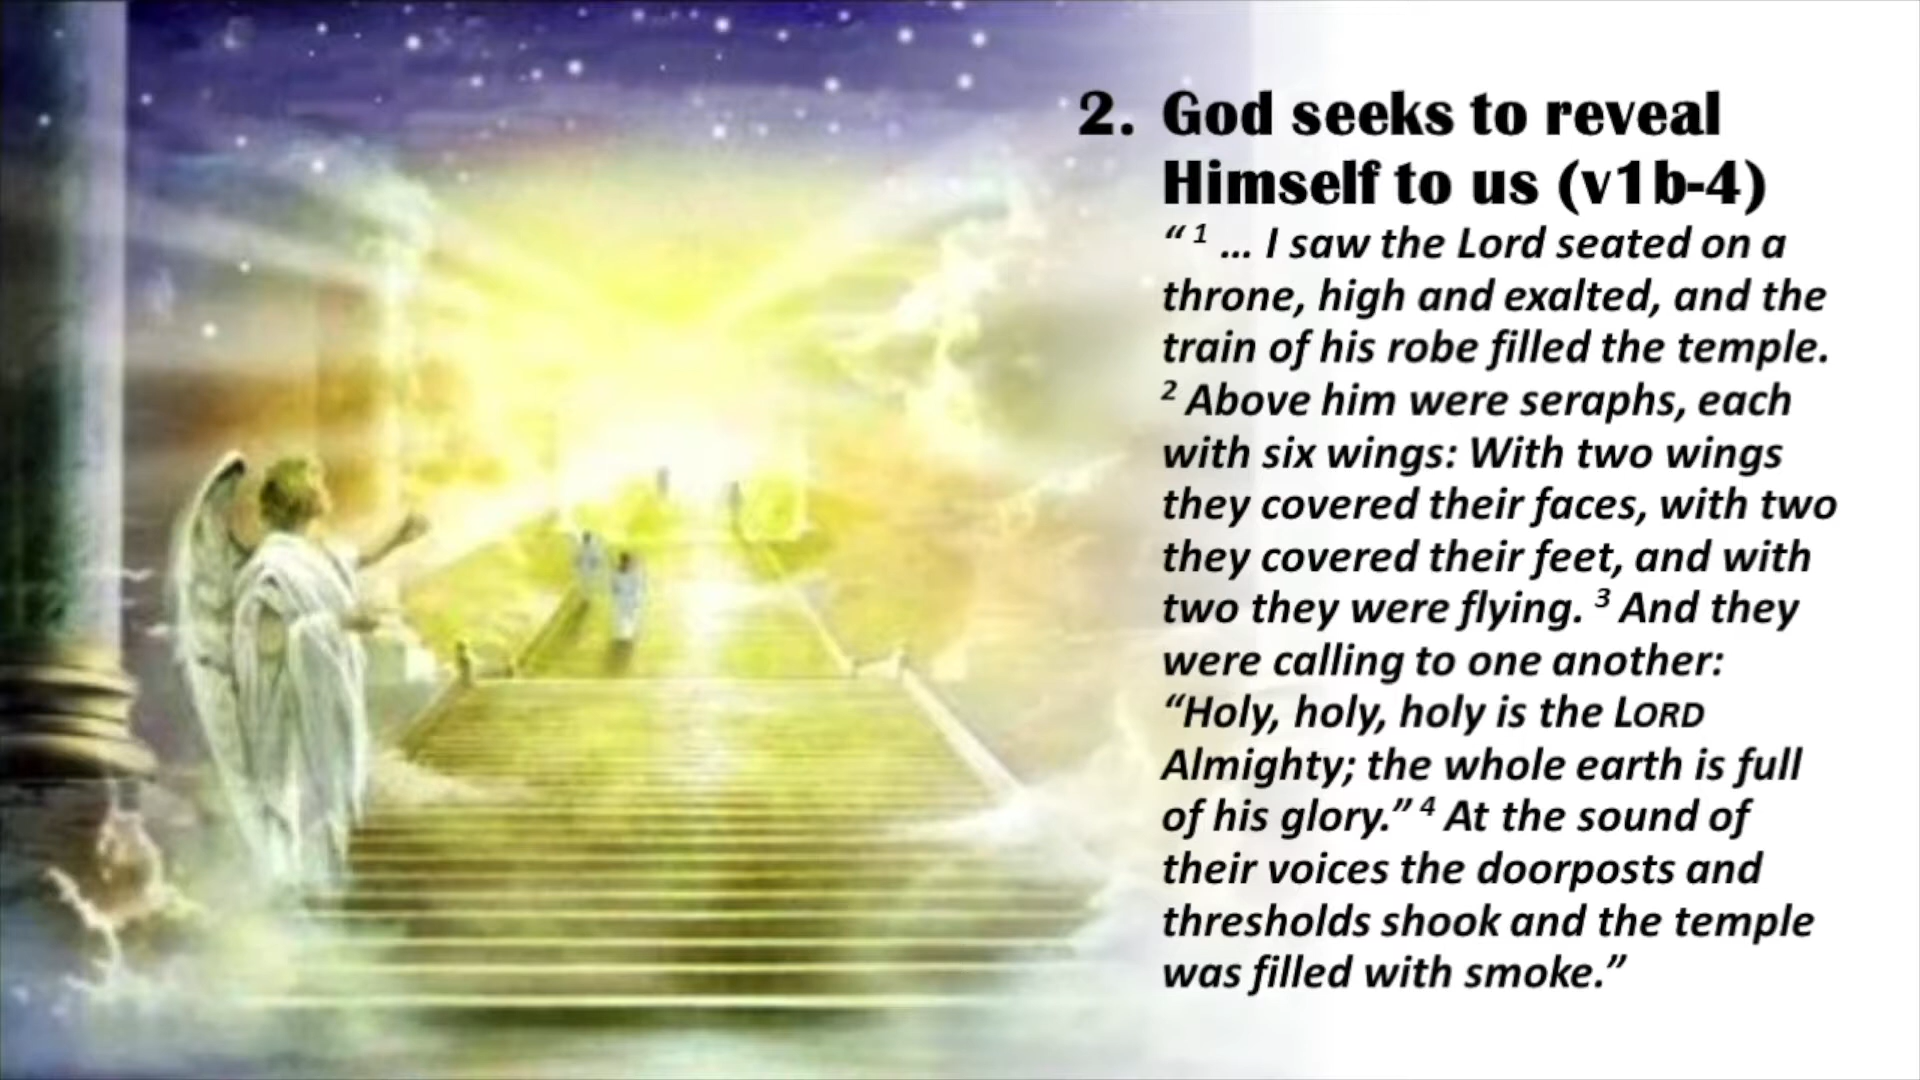 2. God seeks to reveal
Himself to us (v1b-4)
“ 1 … I saw the Lord seated on a
throne, high and exalted, and the
train of his robe filled the temple.
2 Above him were seraphs, each
with six wings: With two wings
they covered their faces, with two
they covered their feet, and with
two they were flying. 3 And they
were calling to one another:
“Holy, holy, holy is the LORD
Almighty; the whole earth is full
of his glory.” 4 At the sound of
their voices the doorposts and
thresholds shook and the temple
was filled with smoke.”